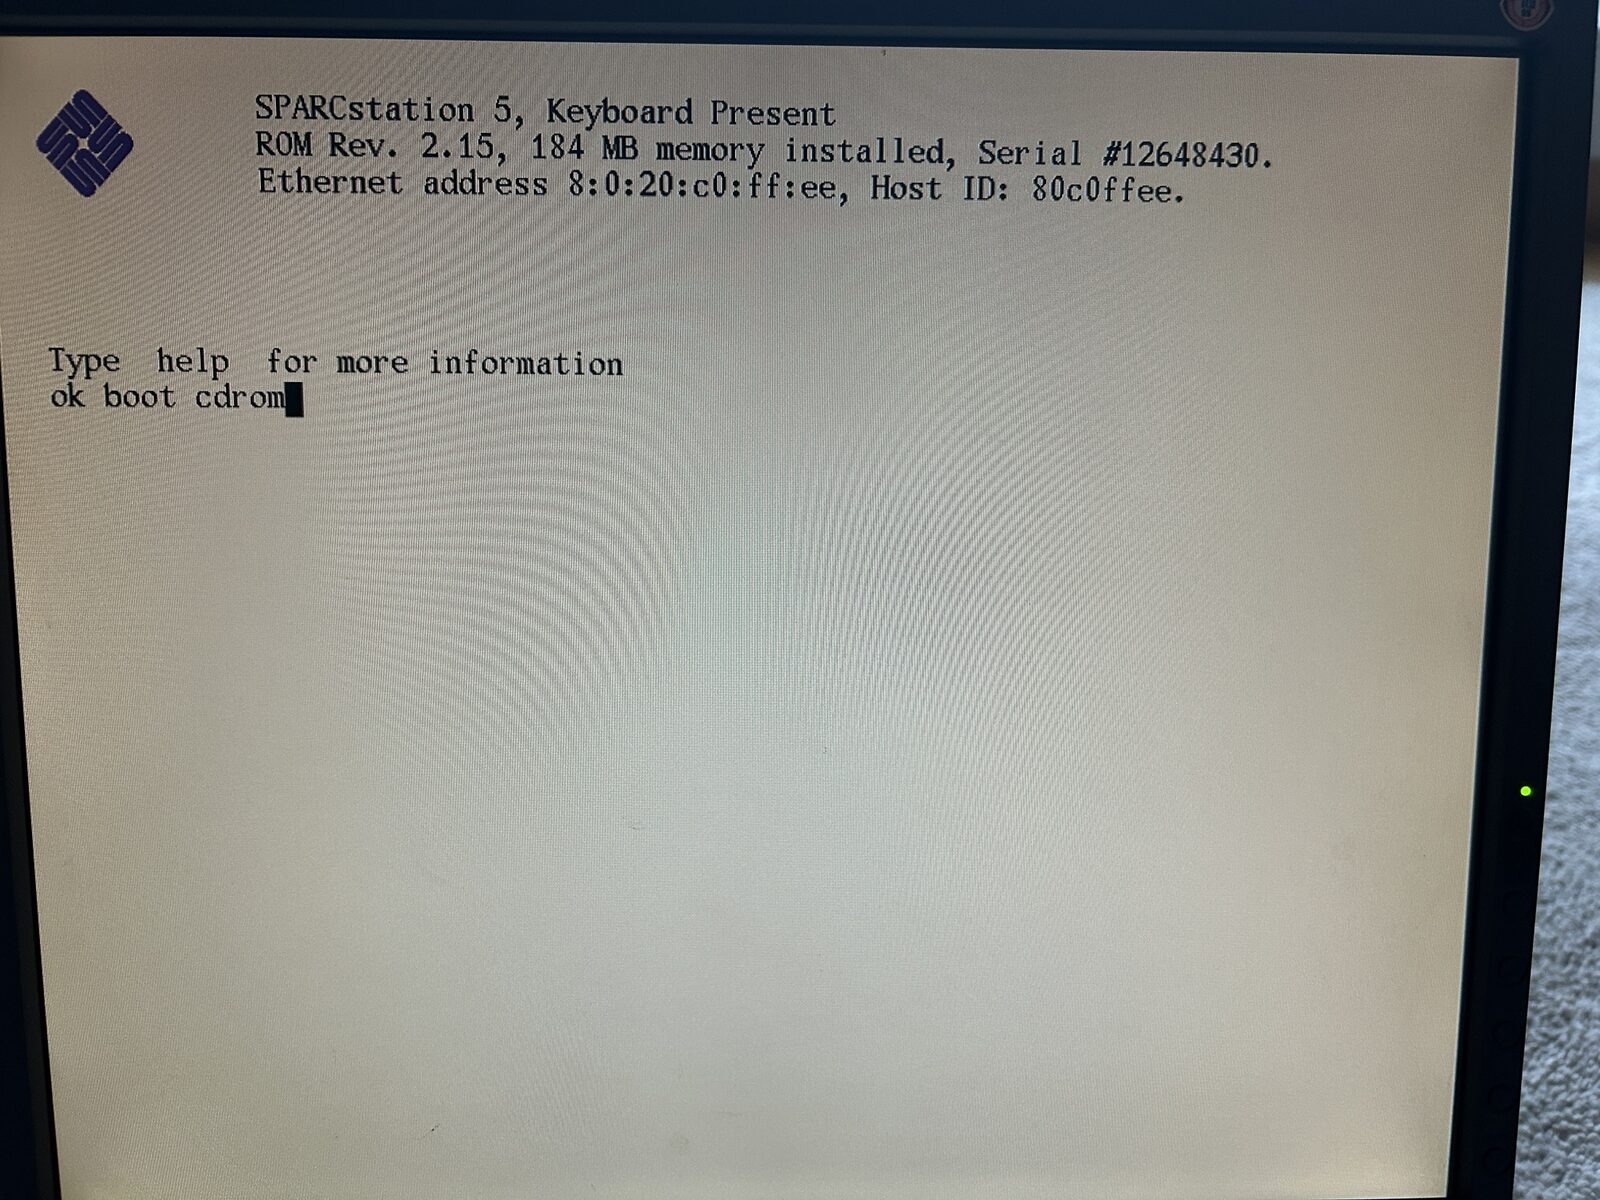 SPARCstation 5, Keyboard Present
ROM Rev. 2.15, 184 MB memory installed, Serial #12648430.
Ethernet address 8:0:20:c0:ff:ee, Host ID: 80c0ffee.
Type help for more information
ok boot cdrom